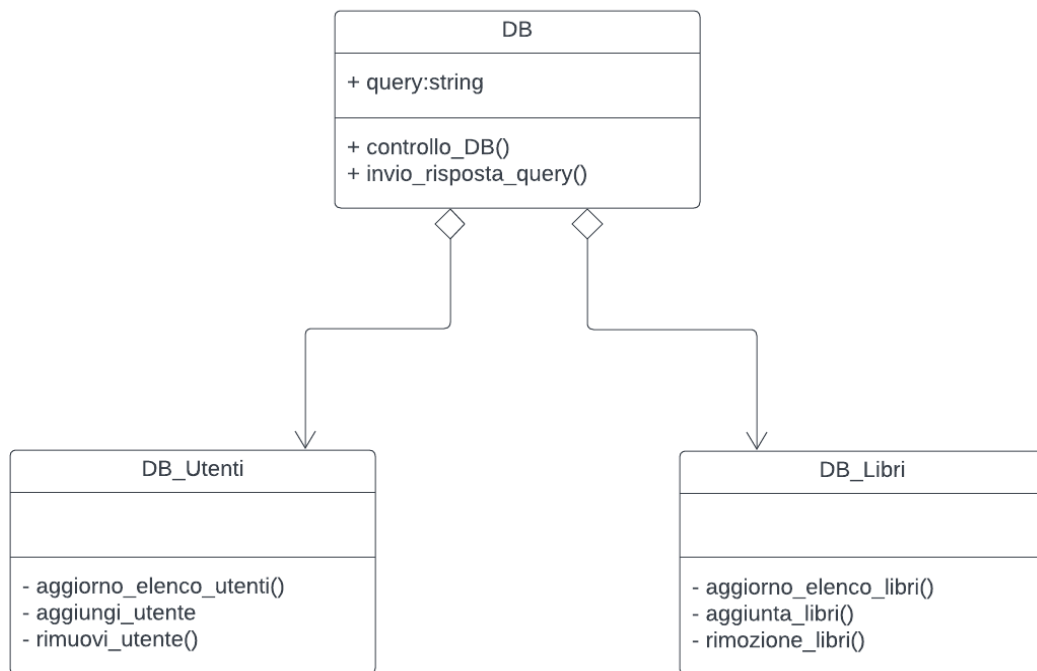 DB
+ query:string
+ controllo_DB()
+ invio_risposta_query()
DB_Utenti
- aggiorno_elenco_utenti()
- aggiungi_utente
- rimuovi_utente()
DB_Libri
- aggiorno_elenco_libri()
- aggiunta_libri()
- rimozione_libri()